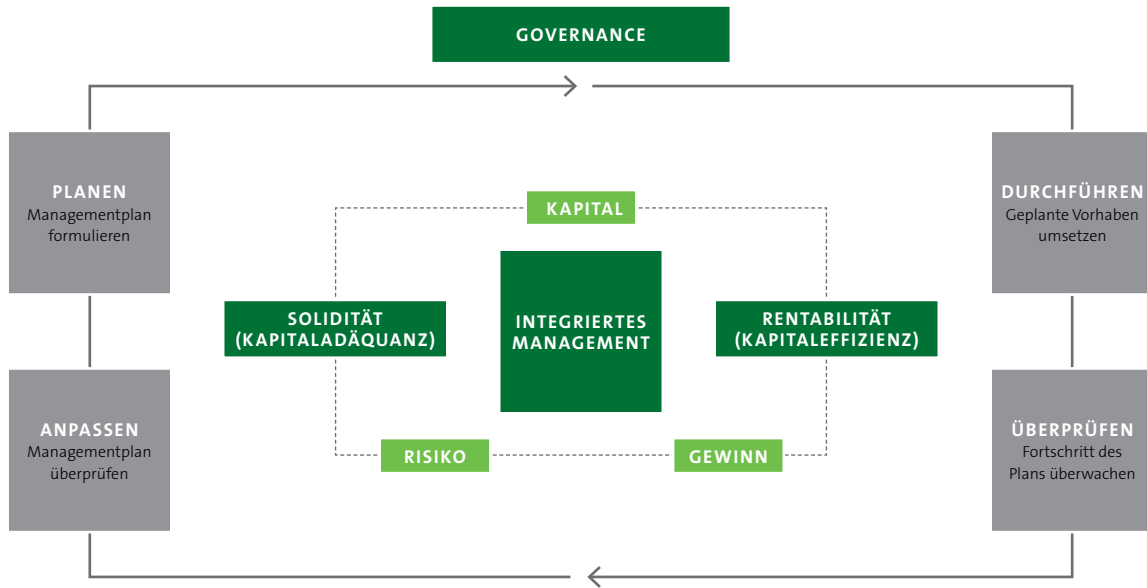 GOVERNANCE
PLANEN
Managementplan
formulieren
DURCHFÜHREN
Geplante Vorhaben
umsetzen
KAPITAL
SOLIDITÄT
(KAPITALADÄQUANZ)
INTEGRIERTES
MANAGEMENT
RENTABILITÄT
(KAPITALEFFIZIENZ)
ANPASSEN
Managementplan
überprüfen
RISIKO
GEWINN
ÜBERPRÜFEN
Fortschritt des
Plans überwachen